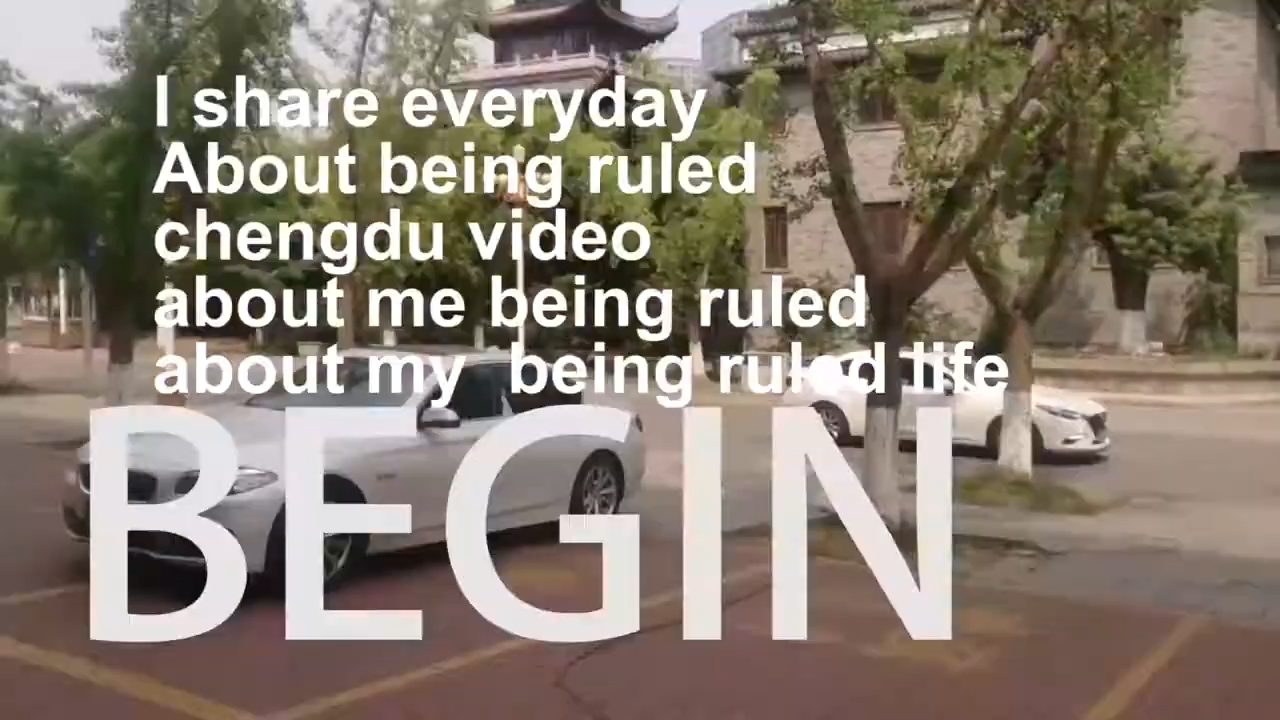 I share everyday
About being ruled
chengdu video
about me being ruled
about my  being ruled life
BEGIN